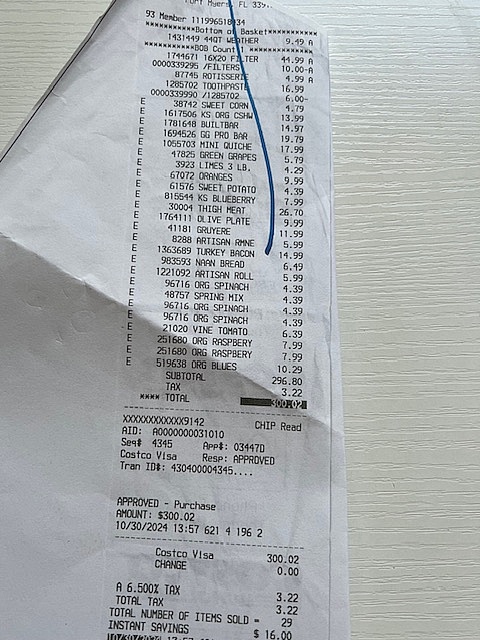 Fort Myers, FL
93 Member 111996518034
**********Bottom of Basket**********
1431449 44QT WEATHER 9.49 A
***********BOB Count ***********
1744671 16X20 FILTER 44.99 A
0000339295 /FILTERS 10.00-A
87745 ROTISSERIE 4.99 A
1285702 TOOTHPASTE 16.99
0000339990 /1285702 6.00-
E 38742 SWEET CORN 4.79
E 1617506 KS ORG CSHW 13.99
E 1781648 BUILTBAR 14.97
E 1694526 GG PRO BAR 19.79
E 1055703 MINI QUICHE 17.99
E 47825 GREEN GRAPES 5.79
E 3923 LIMES 3 LB. 4.29
E 67072 ORANGES 9.99
E 61576 SWEET POTATO 4.39
E 815544 KS BLUEBERRY 7.99
E 30004 THIGH MEAT 26.70
E 1764111 OLIVE PLATE 9.99
E 41181 GRUYERE 11.99
E 8288 ARTISAN RMNE 5.99
E 1363689 TURKEY BACON 14.99
E 983593 NAAN BREAD 6.49
E 1221092 ARTISAN ROLL 5.99
E 96716 ORG SPINACH 4.39
E 48757 SPRING MIX 4.39
E 96716 ORG SPINACH 4.39
E 96716 ORG SPINACH 4.39
E 21020 VINE TOMATO 6.39
E 251680 ORG RASPBERY 7.99
E 251680 ORG RASPBERY 7.99
E 519638 ORG BLUES 10.29
SUBTOTAL 296.80
TAX 3.22
**** TOTAL 300.02
XXXXXXXXXXXX9142 CHIP Read
AID: A0000000031010
Seq# 4345 App#: 03447D
Costco Visa Resp: APPROVED
Tran ID#: 430400004345....
APPROVED - Purchase
AMOUNT: $300.02
10/30/2024 13:57 621 4 196 2
Costco Visa 300.02
CHANGE 0.00
A 6.500% TAX 3.22
TOTAL TAX 3.22
TOTAL NUMBER OF ITEMS SOLD = 29
INSTANT SAVINGS $ 16.00